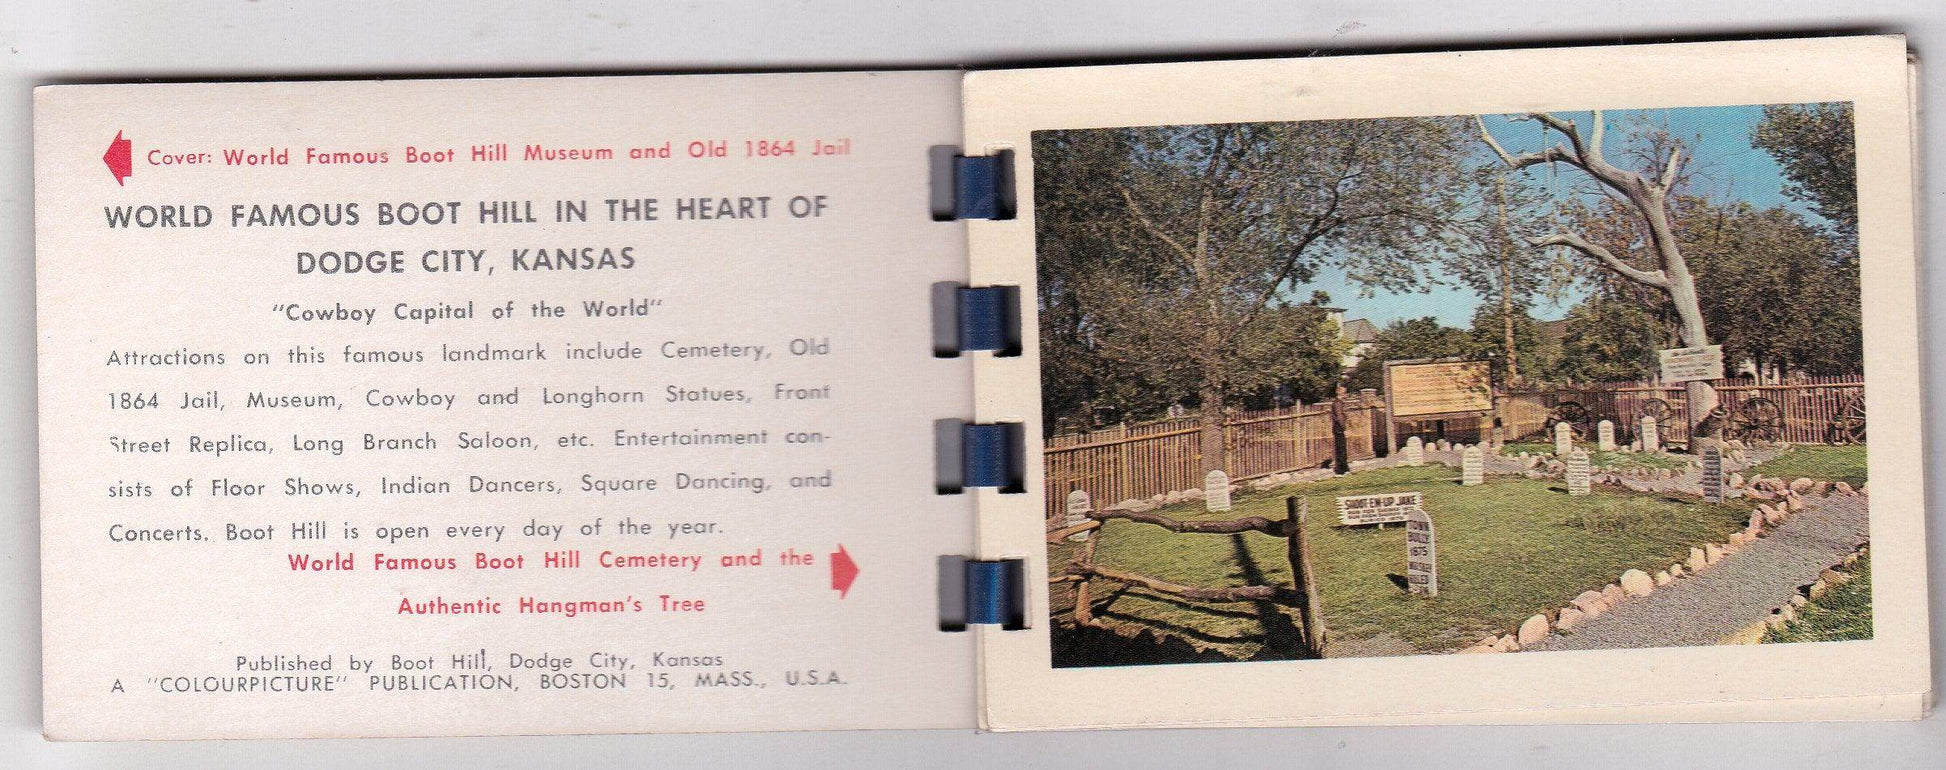 Cover: World Famous Boot Hill Museum and Old 1864 Jail
WORLD FAMOUS BOOT HILL IN THE HEART OF
DODGE CITY, KANSAS
"Cowboy Capital of the World"
Attractions on this famous landmark include Cemetery, Old
1864 Jail, Museum, Cowboy and Longhorn Statues, Front
Street Replica, Long Branch Saloon, etc. Entertainment con-
sists of Floor Shows, Indian Dancers, Square Dancing, and
Concerts. Boot Hill is open every day of the year.
World Famous Boot Hill Cemetery and the
Authentic Hangman's Tree
Published by Boot Hill, Dodge City, Kansas
A "COLOURPICTURE" PUBLICATION, BOSTON 15, MASS., U.S.A.
SHOOT-EM-UP JAKE
TOWN
BULLY
1875